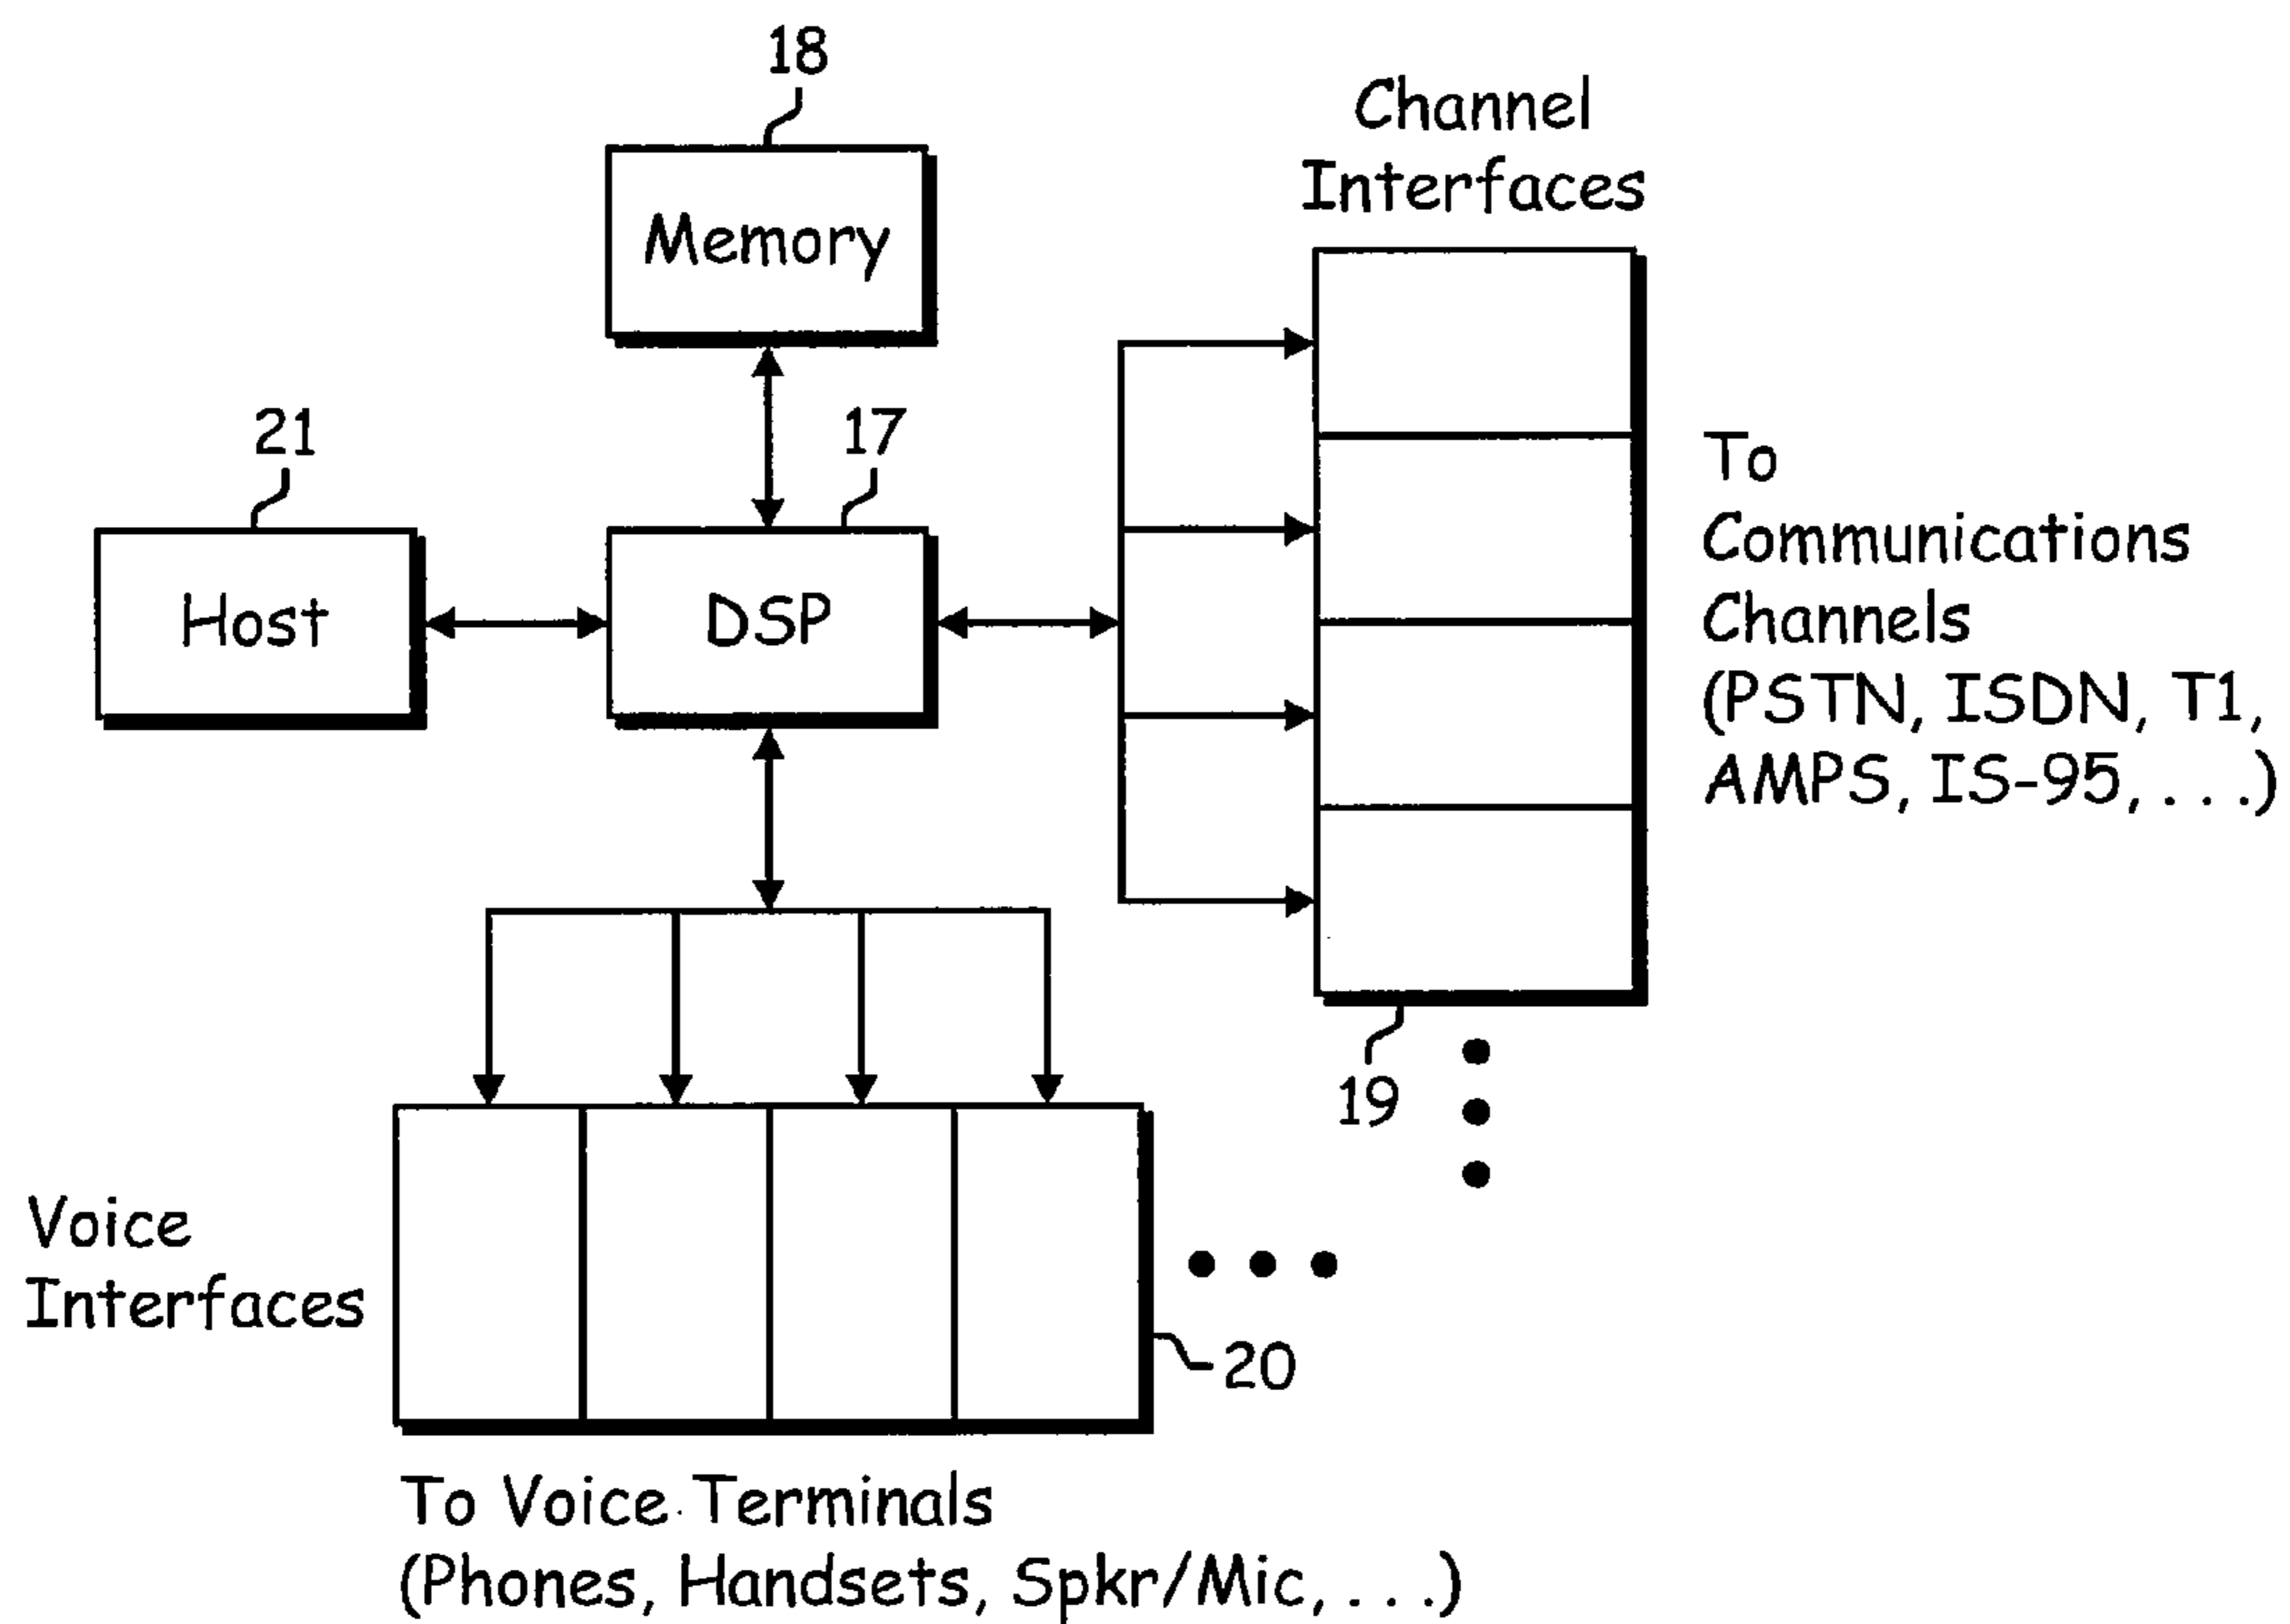 18
Memory
Channel
Interfaces
21
17
Host
DSP
To
Communications
Channels
(PSTN, ISDN, T1,
AMPS, IS-95, . . .)
19
Voice
Interfaces
20
To Voice Terminals
(Phones, Handsets, Spkr/Mic, . . .)